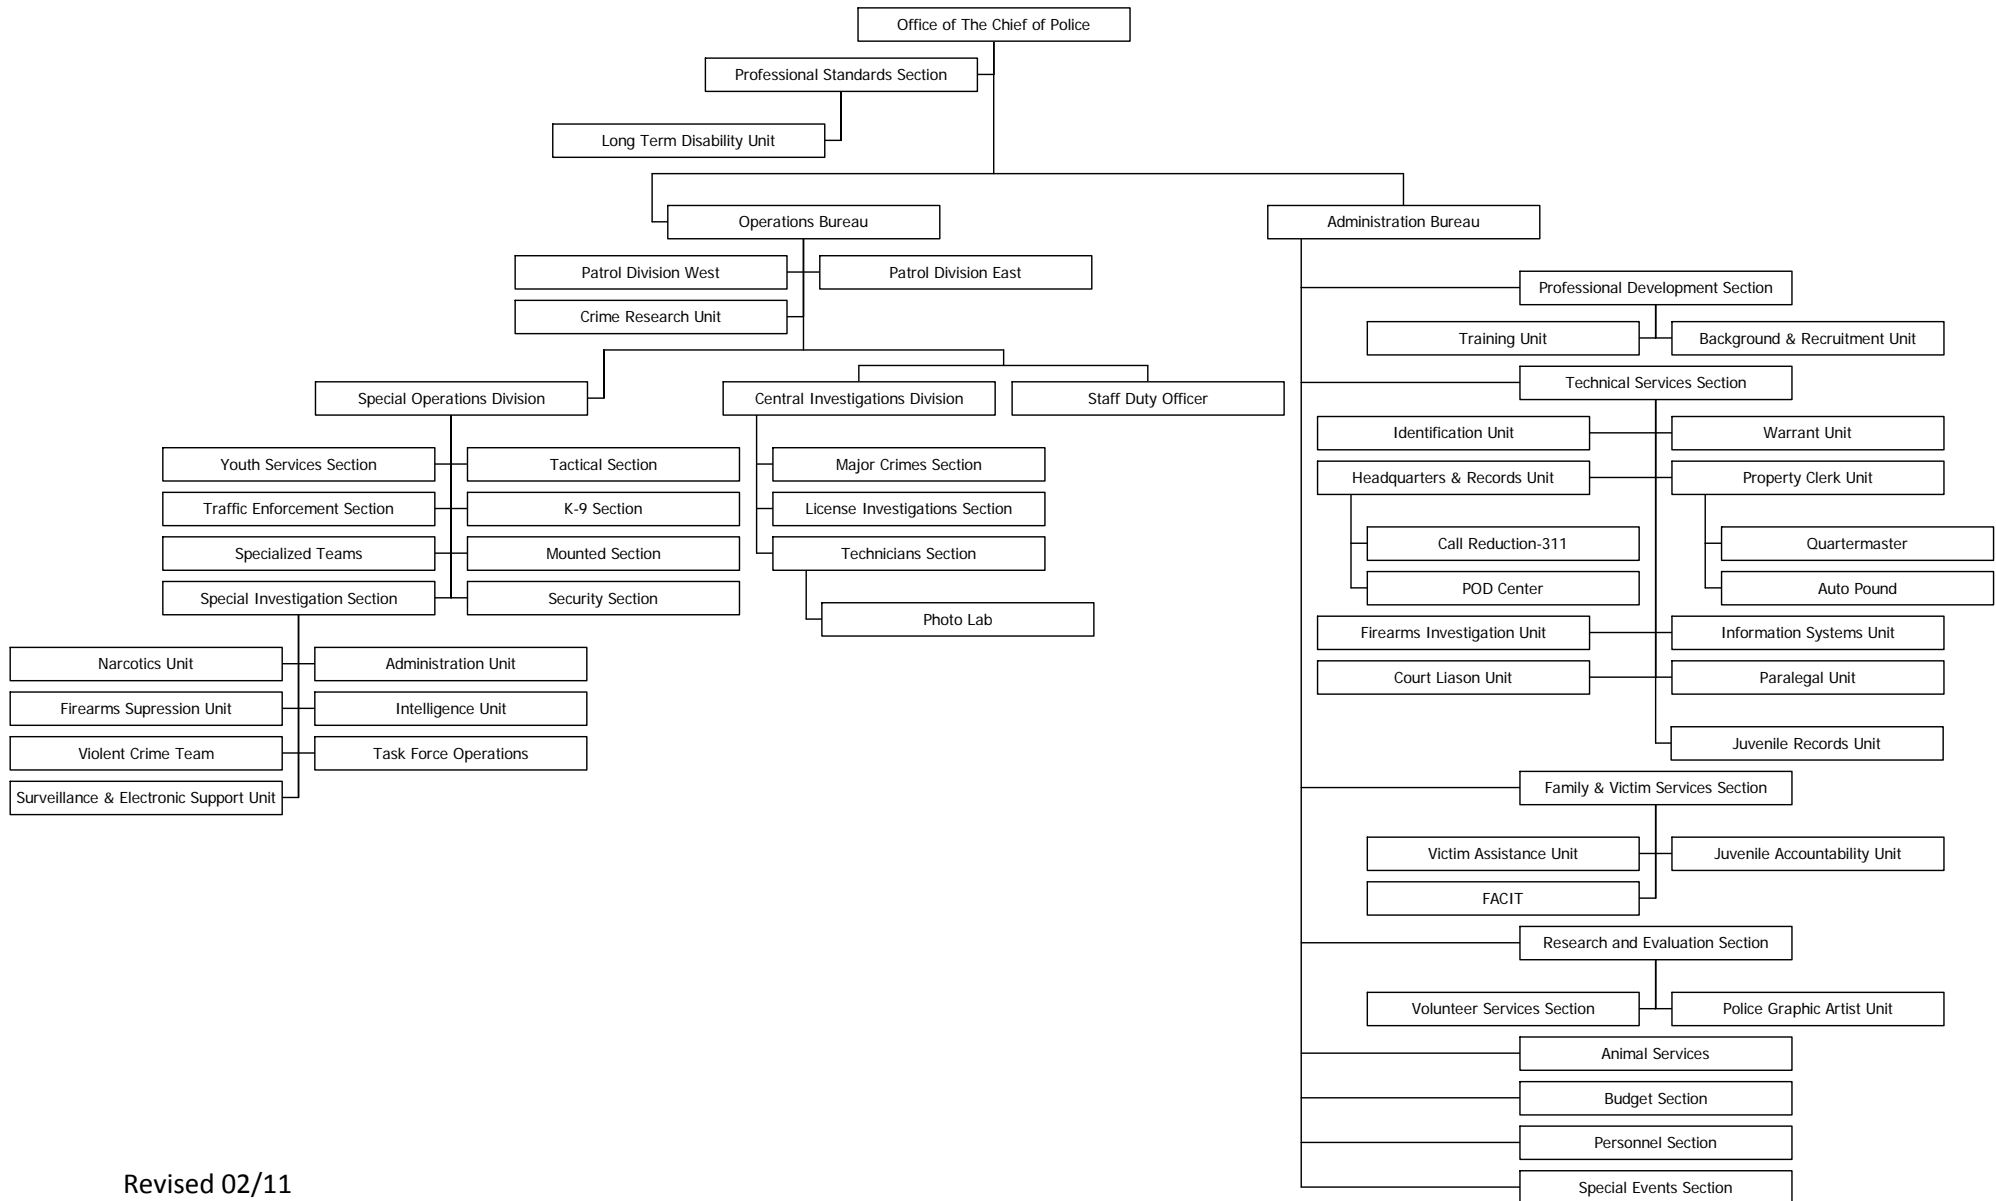 Office of The Chief of Police
Professional Standards Section
Long Term Disability Unit
Operations Bureau
Administration Bureau
Patrol Division West
Patrol Division East
Crime Research Unit
Special Operations Division
Central Investigations Division
Staff Duty Officer
Youth Services Section
Tactical Section
Traffic Enforcement Section
K-9 Section
Specialized Teams
Mounted Section
Special Investigation Section
Security Section
Narcotics Unit
Administration Unit
Firearms Supression Unit
Intelligence Unit
Violent Crime Team
Task Force Operations
Surveillance & Electronic Support Unit
Major Crimes Section
License Investigations Section
Technicians Section
Photo Lab
Professional Development Section
Training Unit
Background & Recruitment Unit
Technical Services Section
Identification Unit
Warrant Unit
Headquarters & Records Unit
Property Clerk Unit
Call Reduction-311
Quartermaster
POD Center
Auto Pound
Firearms Investigation Unit
Information Systems Unit
Court Liason Unit
Paralegal Unit
Juvenile Records Unit
Family & Victim Services Section
Victim Assistance Unit
Juvenile Accountability Unit
FACIT
Research and Evaluation Section
Volunteer Services Section
Police Graphic Artist Unit
Animal Services
Budget Section
Personnel Section
Special Events Section
Revised 02/11